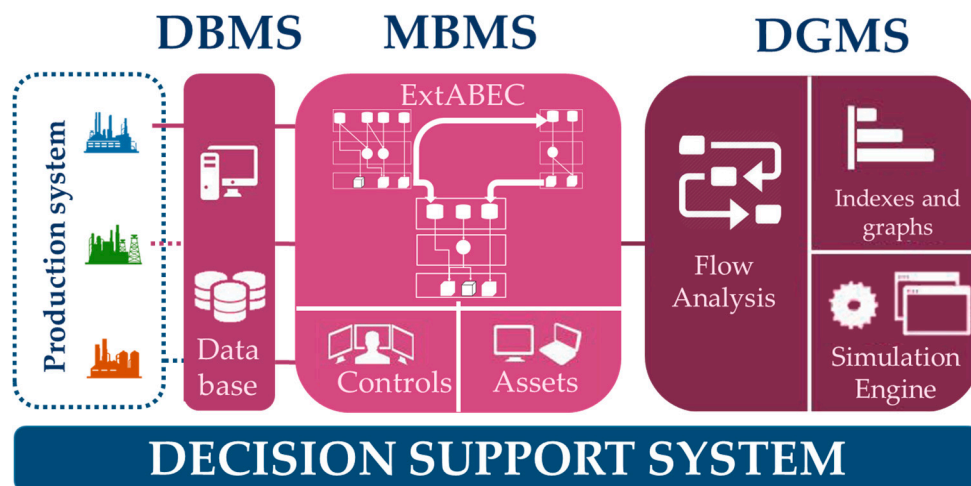 DBMS
MBMS
DGMS
Production system
Data
base
ExtABEC
Controls
Assets
Flow
Analysis
Indexes and
graphs
Simulation
Engine
DECISION SUPPORT SYSTEM